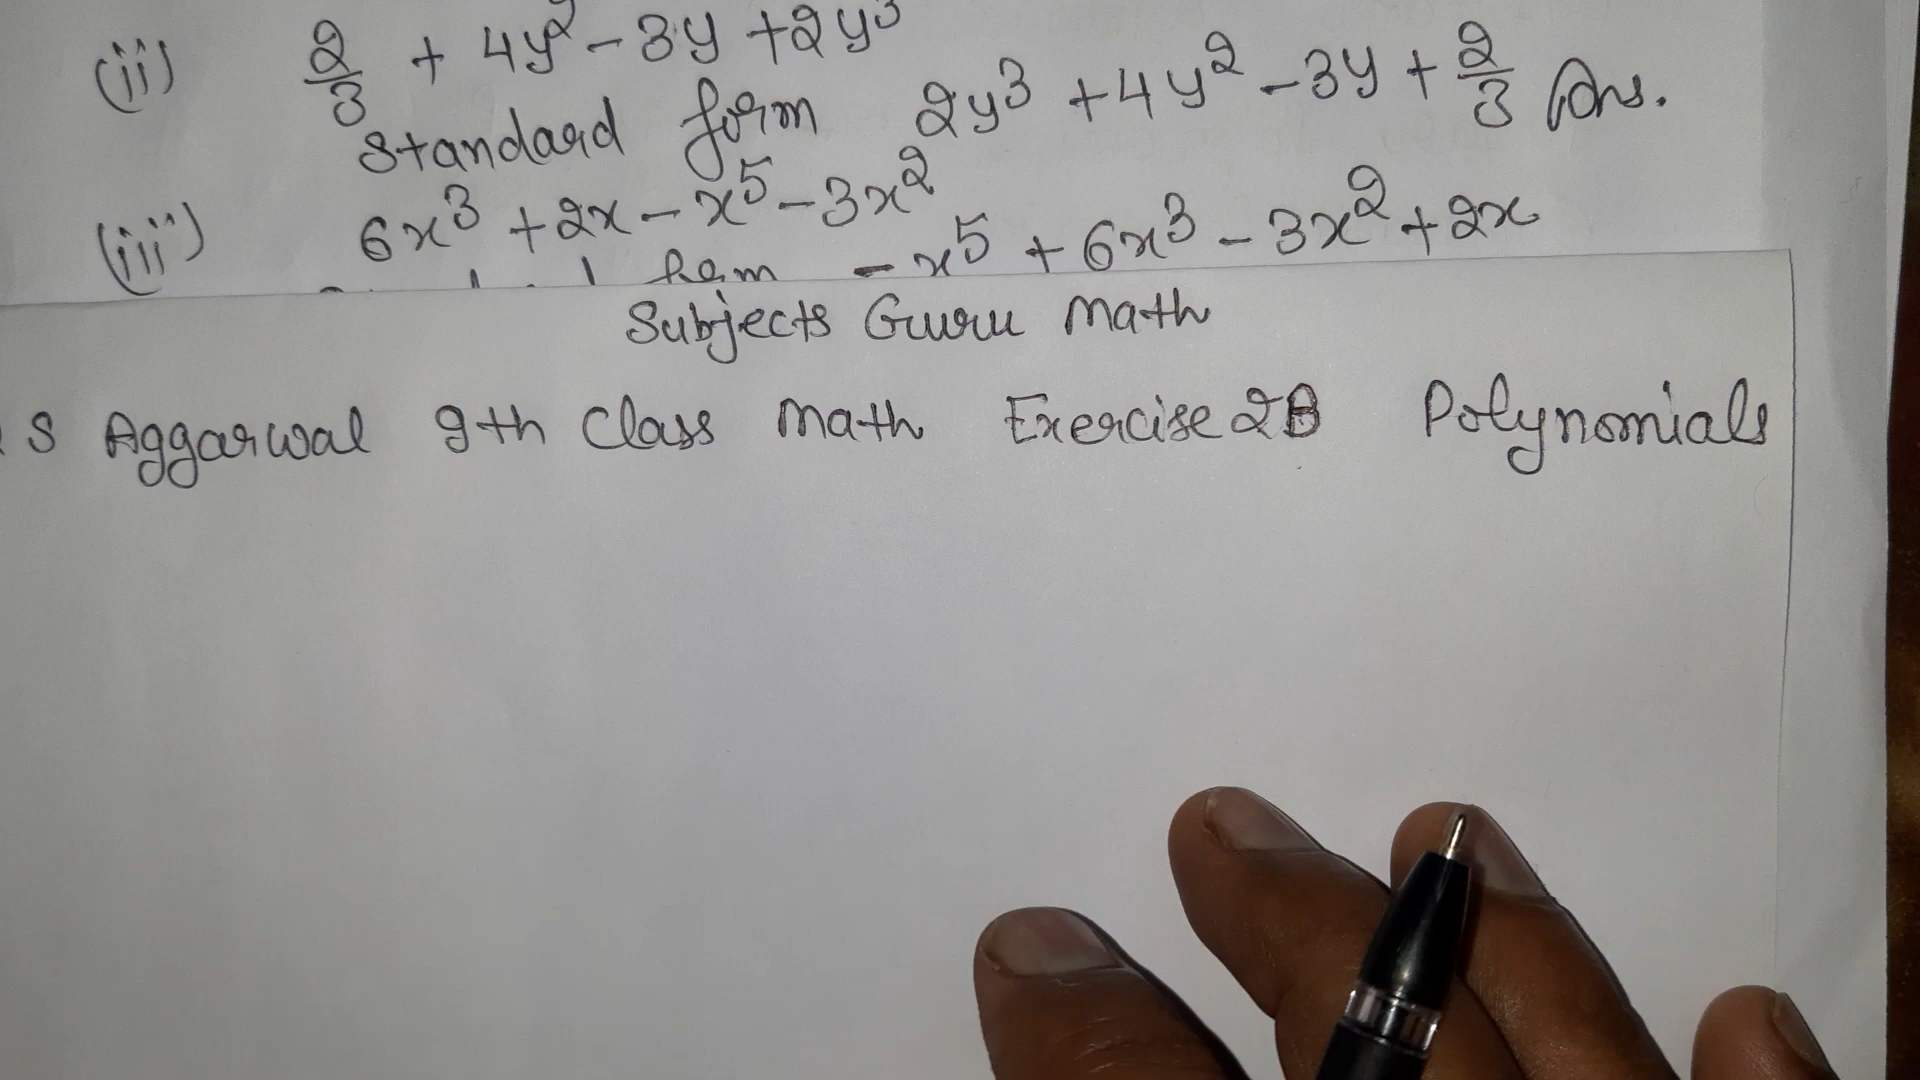 (ii) 2/3 + 4y² - 3y + 2y³
Standard form 2y³ + 4y² - 3y + 2/3 Ans.
(iii) 6x³ + 2x - x⁵ - 3x²
form - x⁵ + 6x³ - 3x² + 2x
Subjects Guru Math
S Aggarwal 9th Class Math Exercise 2B Polynomials